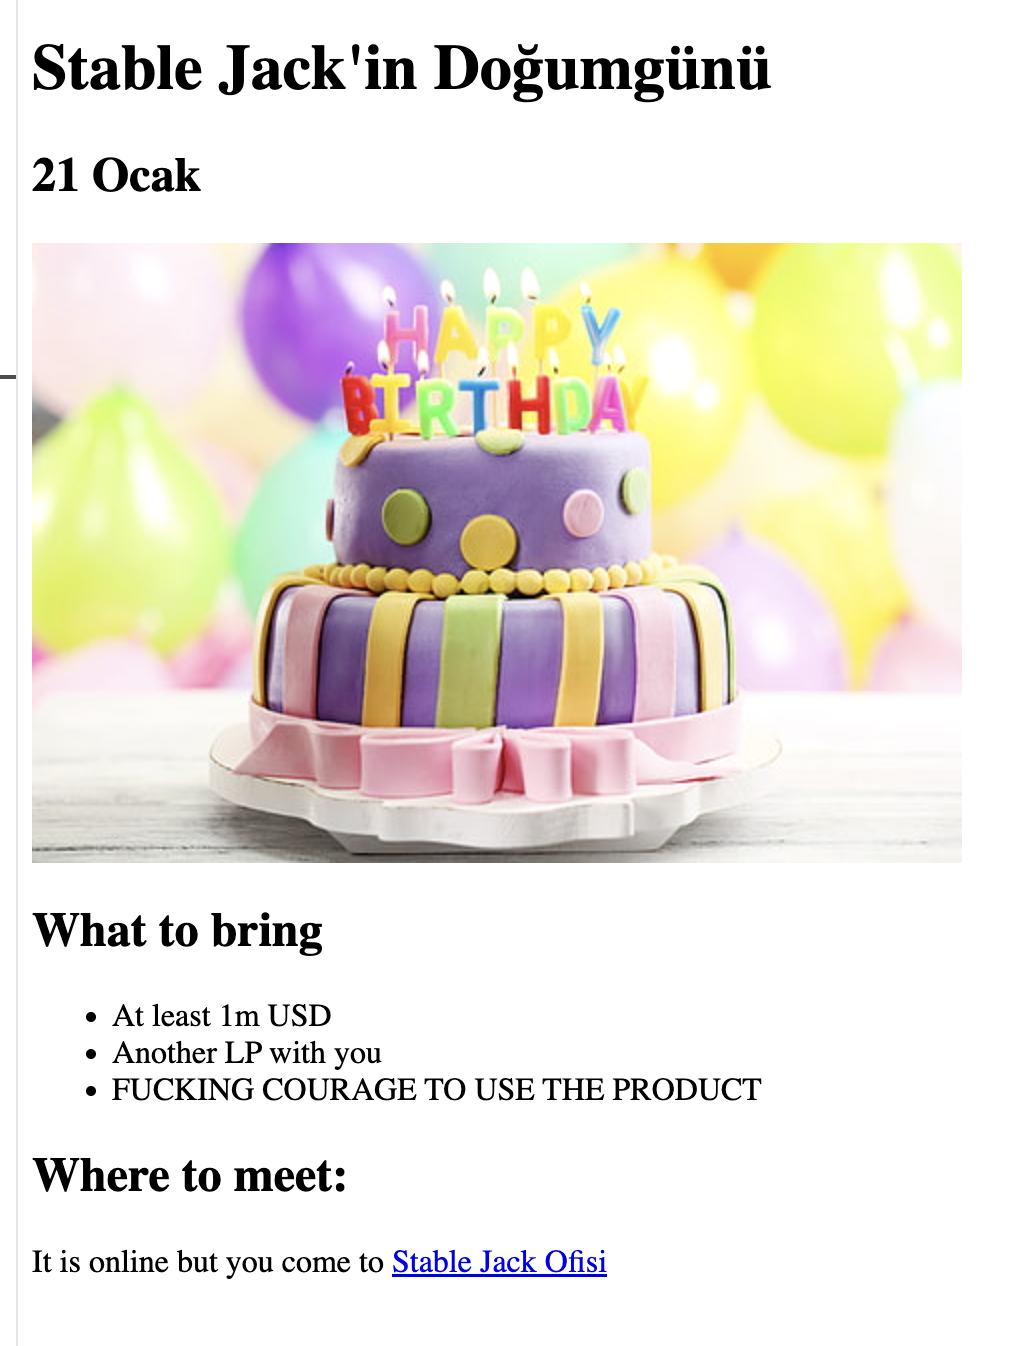 Stable Jack'in Doğumgünü
21 Ocak
HAPPY
BIRTHDAY
What to bring
At least 1m USD
Another LP with you
FUCKING COURAGE TO USE THE PRODUCT
Where to meet:
It is online but you come to Stable Jack Ofisi